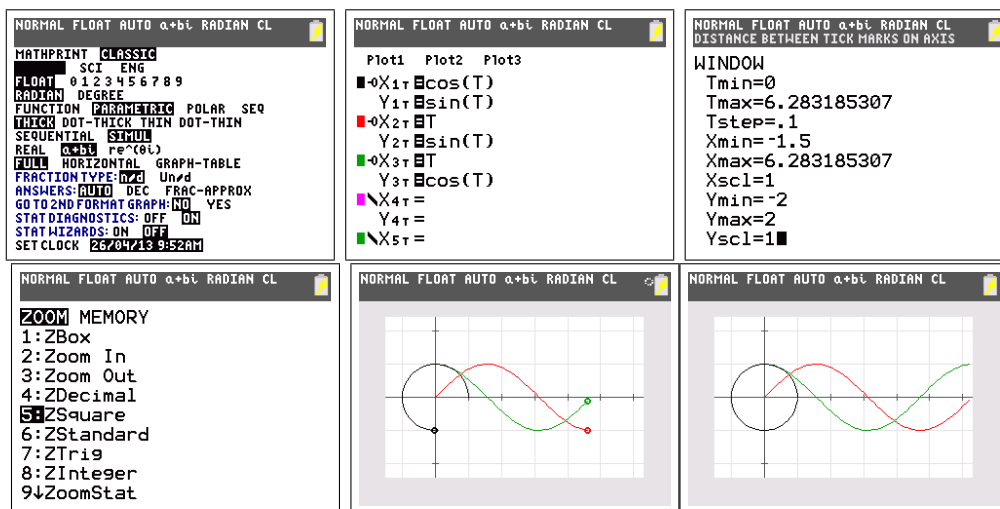 NORMAL FLOAT AUTO a+bi RADIAN CL
MATHPRINT CLASSIC
SCI ENG
FLOAT 0 1 2 3 4 5 6 7 8 9
RADIAN DEGREE
FUNCTION PARAMETRIC POLAR SEQ
THICK DOT-THICK THIN DOT-THIN
SEQUENTIAL SIMUL
REAL a+bi re^(θi)
FULL HORIZONTAL GRAPH-TABLE
FRACTION TYPE: n/d Un/d
ANSWERS: AUTO DEC FRAC-APPROX
GO TO 2ND FORMAT GRAPH: NO YES
STAT DIAGNOSTICS: OFF ON
STAT WIZARDS: ON OFF
SET CLOCK 26/04/13 9:52AM
NORMAL FLOAT AUTO a+bi RADIAN CL
Plot1 Plot2 Plot3
X1T=cos(T)
Y1T=sin(T)
X2T=T
Y2T=sin(T)
X3T=T
Y3T=cos(T)
X4T=
Y4T=
X5T=
NORMAL FLOAT AUTO a+bi RADIAN CL
DISTANCE BETWEEN TICK MARKS ON AXIS
WINDOW
Tmin=0
Tmax=6.283185307
Tstep=.1
Xmin=-1.5
Xmax=6.283185307
Xscl=1
Ymin=-2
Ymax=2
Yscl=1
NORMAL FLOAT AUTO a+bi RADIAN CL
ZOOM MEMORY
1:ZBox
2:Zoom In
3:Zoom Out
4:ZDecimal
5:ZSquare
6:ZStandard
7:ZTrig
8:ZInteger
9↓ZoomStat
NORMAL FLOAT AUTO a+bi RADIAN CL
NORMAL FLOAT AUTO a+bi RADIAN CL